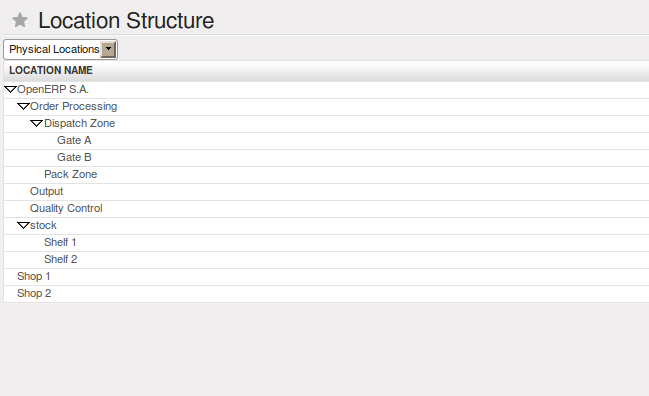 Location Structure
Physical Locations
LOCATION NAME
OpenERP S.A.
Order Processing
Dispatch Zone
Gate A
Gate B
Pack Zone
Output
Quality Control
stock
Shelf 1
Shelf 2
Shop 1
Shop 2